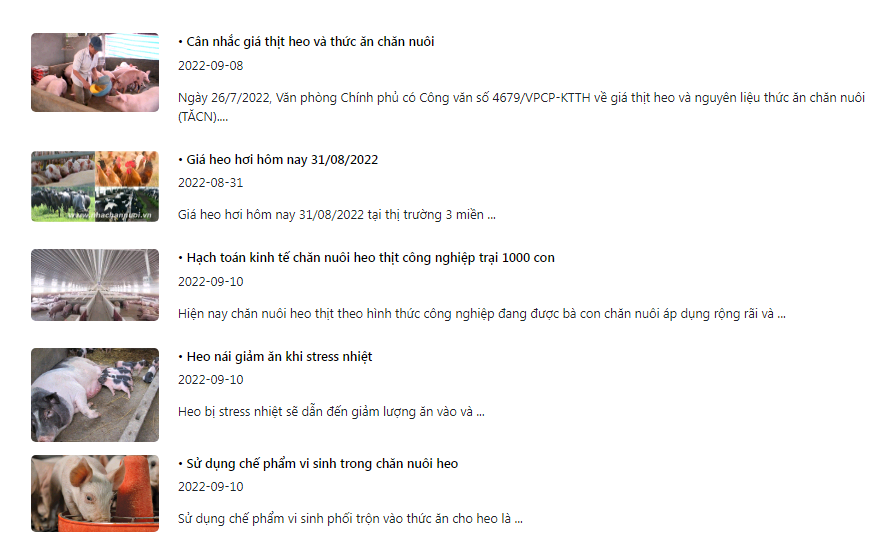 • Cân nhắc giá thịt heo và thức ăn chăn nuôi
2022-09-08
Ngày 26/7/2022, Văn phòng Chính phủ có Công văn số 4679/VPCP-KTTH về giá thịt heo và nguyên liệu thức ăn chăn nuôi
(TĂCN)....
• Giá heo hơi hôm nay 31/08/2022
2022-08-31
Giá heo hơi hôm nay 31/08/2022 tại thị trường 3 miền ...
www.nhachannuoi.vn
• Hạch toán kinh tế chăn nuôi heo thịt công nghiệp trại 1000 con
2022-09-10
Hiện nay chăn nuôi heo thịt theo hình thức công nghiệp đang được bà con chăn nuôi áp dụng rộng rãi và ...
• Heo nái giảm ăn khi stress nhiệt
2022-09-10
Heo bị stress nhiệt sẽ dẫn đến giảm lượng ăn vào và ...
• Sử dụng chế phẩm vi sinh trong chăn nuôi heo
2022-09-10
Sử dụng chế phẩm vi sinh phối trộn vào thức ăn cho heo là ...